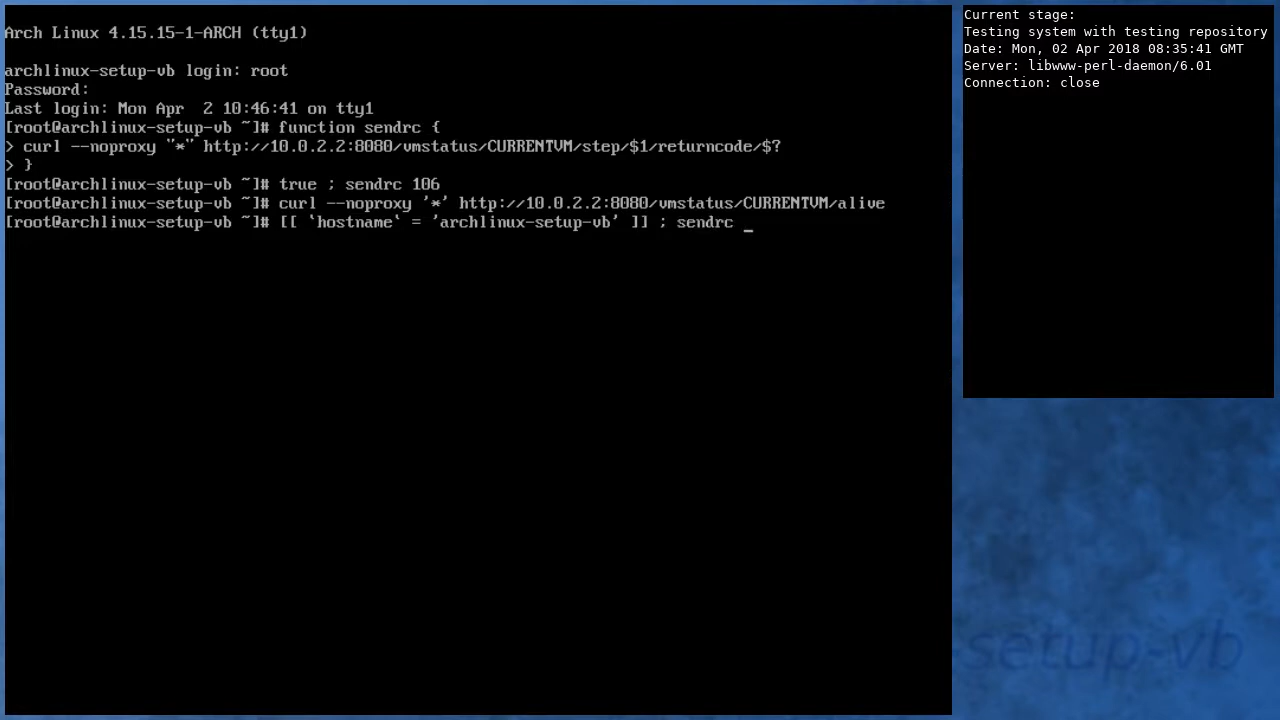 Arch Linux 4.15.15-1-ARCH (tty1)
archlinux-setup-vb login: root
Password:
Last login: Mon Apr  2 10:46:41 on tty1
[root@archlinux-setup-vb ~]# function sendrc {
> curl --noproxy "*" http://10.0.2.2:8080/vmstatus/CURRENTVM/step/$1/returncode/$?
> }
[root@archlinux-setup-vb ~]# true ; sendrc 106
[root@archlinux-setup-vb ~]# curl --noproxy '*' http://10.0.2.2:8080/vmstatus/CURRENTVM/alive
[root@archlinux-setup-vb ~]# [[ `hostname` = 'archlinux-setup-vb' ]] ; sendrc _
Current stage:
Testing system with testing repository
Date: Mon, 02 Apr 2018 08:35:41 GMT
Server: libwww-perl-daemon/6.01
Connection: close
setup-vb